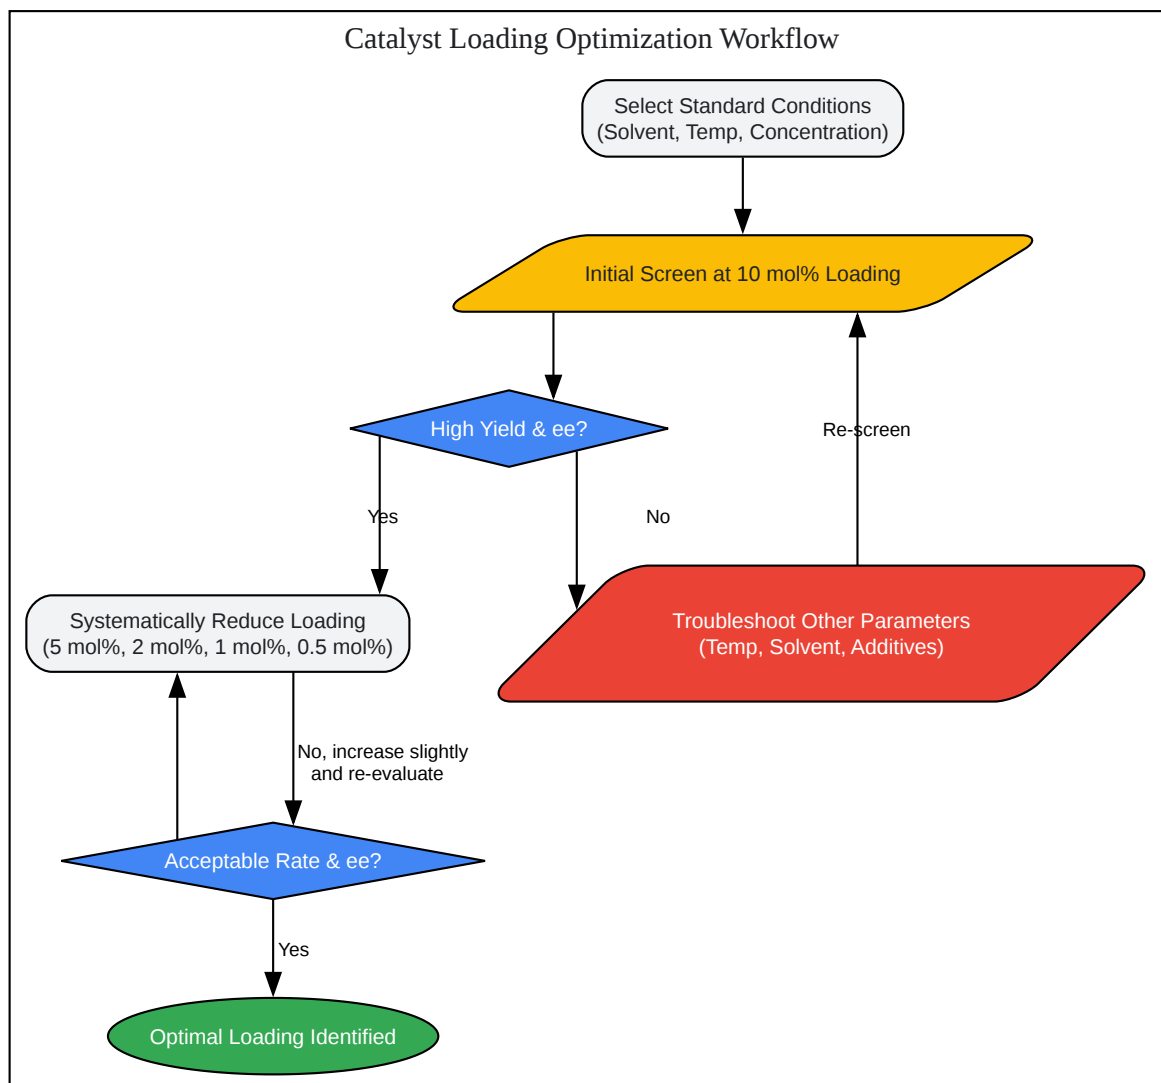 Catalyst Loading Optimization Workflow
Select Standard Conditions
(Solvent, Temp, Concentration)
Initial Screen at 10 mol% Loading
High Yield & ee?
Re-screen
Yes
No
Systematically Reduce Loading
(5 mol%, 2 mol%, 1 mol%, 0.5 mol%)
Troubleshoot Other Parameters
(Temp, Solvent, Additives)
No, increase slightly
and re-evaluate
Acceptable Rate & ee?
Yes
Optimal Loading Identified